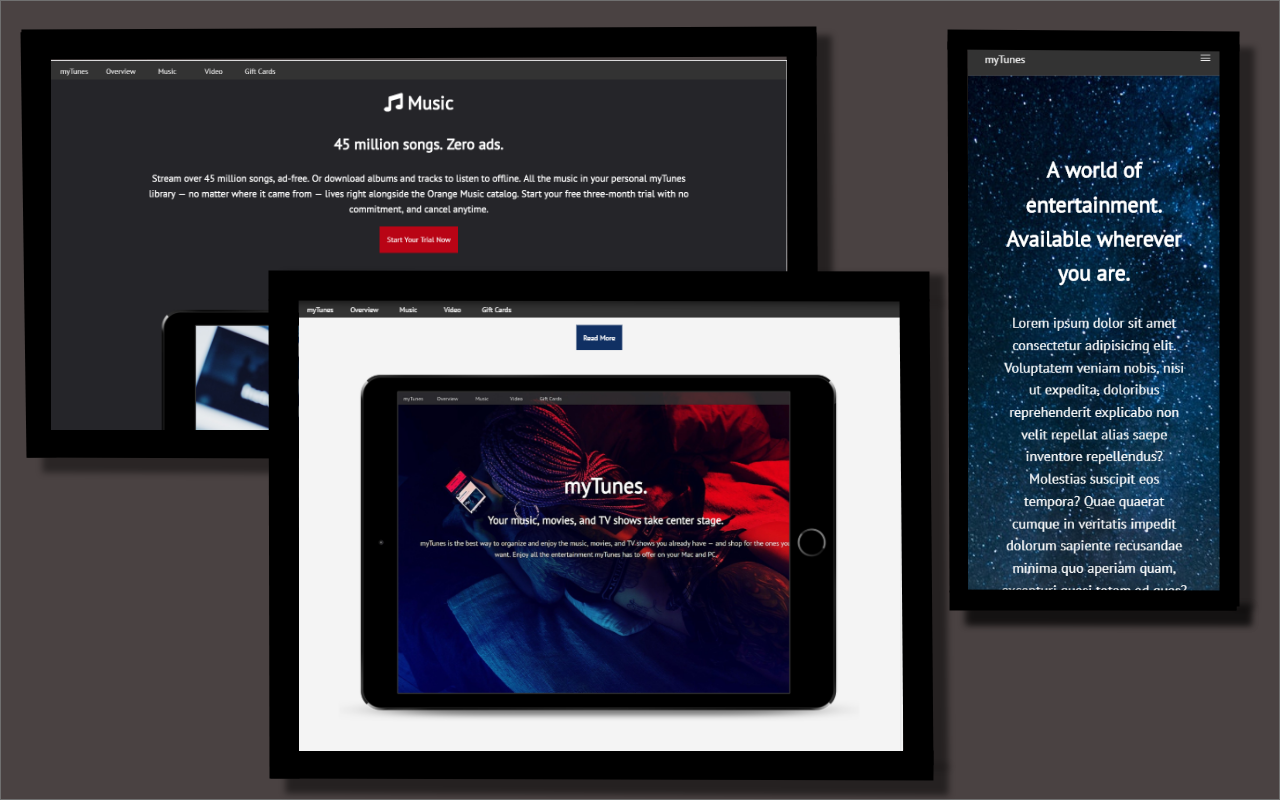 myTunes Overview Music Video Gift Cards
Music
45 million songs. Zero ads.
Stream over 45 million songs, ad-free. Or download albums and tracks to listen to offline. All the music in your personal myTunes
library — no matter where it came from — lives right alongside the Orange Music catalog. Start your free three-month trial with no
commitment, and cancel anytime.
Start Your Trial Now
myTunes Overview Music Video Gift Cards
Read More
myTunes Overview Music Video Gift Cards
myTunes.
Your music, movies, and TV shows take center stage.
myTunes is the best way to organize and enjoy the music, movies, and TV shows you already have — and shop for the ones you
want. Enjoy all the entertainment myTunes has to offer on your Mac and PC.
myTunes
A world of
entertainment.
Available wherever
you are.
Lorem ipsum dolor sit amet
consectetur adipisicing elit.
Voluptatem veniam nobis, nisi
ut expedita, doloribus
reprehenderit explicabo non
velit repellat alias saepe
inventore repellendus?
Molestias suscipit eos
tempora? Quae quaerat
cumque in veritatis impedit
dolorum sapiente recusandae
minima quo aperiam quam,